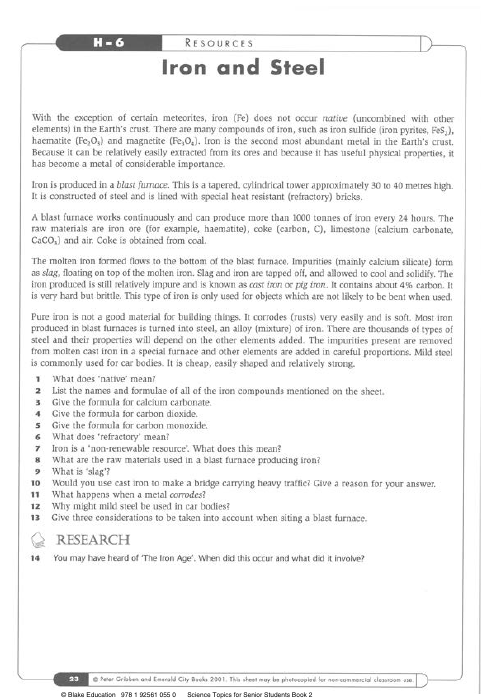 H-6 RESOURCES
Iron and Steel
With the exception of certain meteorites, iron (Fe) does not occur native (uncombined with other
elements) in the Earth's crust. There are many compounds of iron, such as iron sulfide (iron pyrites, FeS₂),
haematite (Fe₂O₃) and magnetite (Fe₃O₄). Iron is the second most abundant metal in the Earth's crust.
Because it can be relatively easily extracted from its ores and because it has useful physical properties, it
has become a metal of considerable importance.
Iron is produced in a blast furnace. This is a tapered, cylindrical tower approximately 30 to 40 metres high.
It is constructed of steel and is lined with special heat resistant (refractory) bricks.
A blast furnace works continuously and can produce more than 1000 tonnes of iron every 24 hours. The
raw materials are iron ore (for example, haematite), coke (carbon, C), limestone (calcium carbonate,
CaCO₃) and air. Coke is obtained from coal.
The molten iron formed flows to the bottom of the blast furnace. Impurities (mainly calcium silicate) form
as slag, floating on top of the molten iron. Slag and iron are tapped off, and allowed to cool and solidify. The
iron produced is still relatively impure and is known as cast iron or pig iron. It contains about 4% carbon. It
is very hard but brittle. This type of iron is only used for objects which are not likely to be bent when used.
Pure iron is not a good material for building things. It corrodes (rusts) very easily and is soft. Most iron
produced in blast furnaces is turned into steel, an alloy (mixture) of iron. There are thousands of types of
steel and their properties will depend on the other elements added. The impurities present are removed
from molten cast iron in a special furnace and other elements are added in careful proportions. Mild steel
is commonly used for car bodies. It is cheap, easily shaped and relatively strong.
1 What does 'native' mean?
2 List the names and formulae of all of the iron compounds mentioned on the sheet.
3 Give the formula for calcium carbonate.
4 Give the formula for carbon dioxide.
5 Give the formula for carbon monoxide.
6 What does 'refractory' mean?
7 Iron is a 'non-renewable resource'. What does this mean?
8 What are the raw materials used in a blast furnace producing iron?
9 What is 'slag'?
10 Would you use cast iron to make a bridge carrying heavy traffic? Give a reason for your answer.
11 What happens when a metal corrodes?
12 Why might mild steel be used in car bodies?
13 Give three considerations to be taken into account when siting a blast furnace.
RESEARCH
14 You may have heard of 'The Iron Age'. When did this occur and what did it involve?
23 © Peter Gribben and Emerald City Books 2001. This sheet may be photocopied for non-commercial classroom use.
© Blake Education 978 1 92561 055 0 Science Topics for Senior Students Book 2